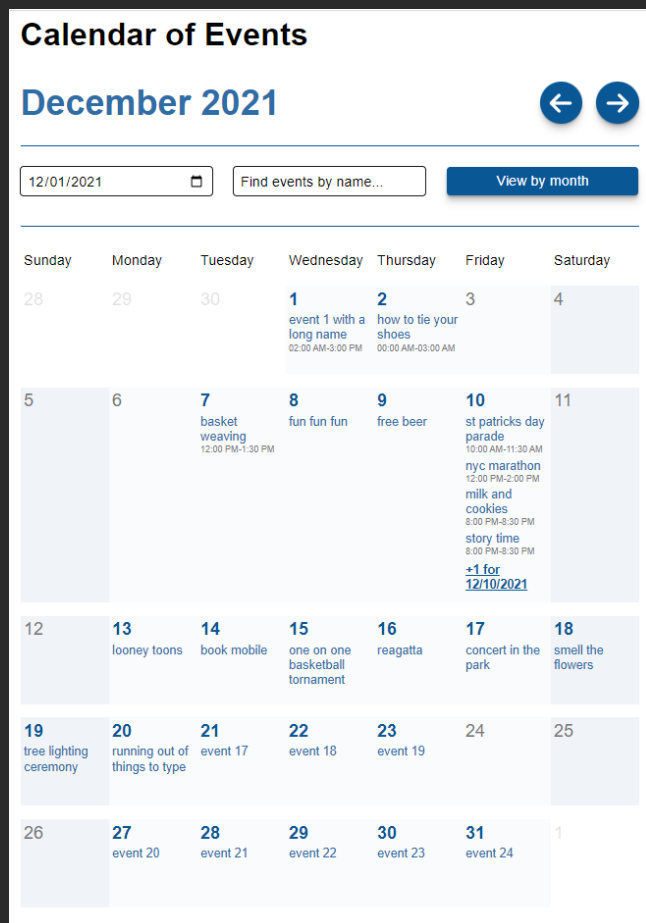 Calendar of Events
December 2021
12/01/2021 Find events by name... View by month
Sunday Monday Tuesday Wednesday Thursday Friday Saturday
28 29 30 1 2 3 4
event 1 with a
long name
02:00 AM-3:00 PM
how to tie your
shoes
00:00 AM-03:00 AM
5 6 7 8 9 10 11
basket
weaving
12:00 PM-1:30 PM
fun fun fun
free beer
st patricks day
parade
10:00 AM-11:30 AM
nyc marathon
12:00 PM-2:00 PM
milk and
cookies
8:00 PM-8:30 PM
story time
8:00 PM-8:30 PM
+1 for
12/10/2021
12 13 14 15 16 17 18
looney toons
book mobile
one on one
basketball
tornament
reagatta
concert in the
park
smell the
flowers
19 20 21 22 23 24 25
tree lighting
ceremony
running out of
things to type
event 17
event 18
event 19
26 27 28 29 30 31 1
event 20
event 21
event 22
event 23
event 24